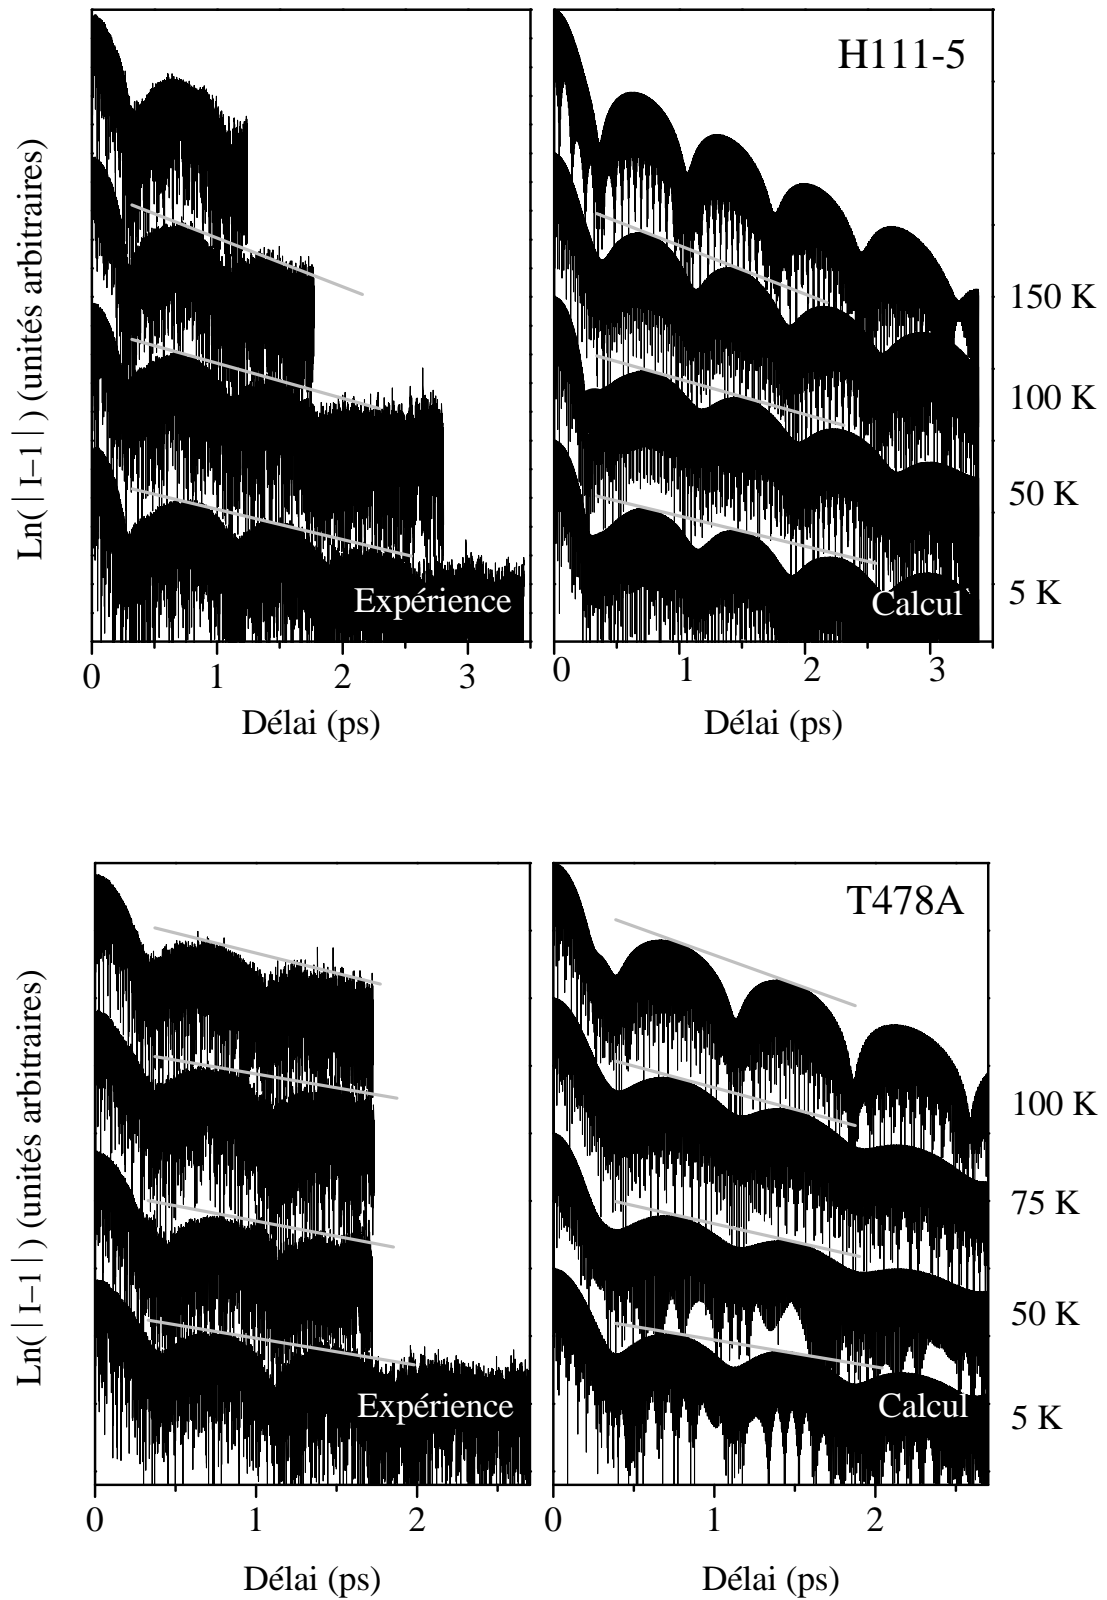 H111-5
Ln( | I–1 | ) (unités arbitraires)
150 K
100 K
50 K
5 K
Expérience
Calcul
0 1 2 3
0 1 2 3
Délai (ps)
Délai (ps)
T478A
Ln( | I–1 | ) (unités arbitraires)
100 K
75 K
50 K
5 K
Expérience
Calcul
0 1 2
0 1 2
Délai (ps)
Délai (ps)